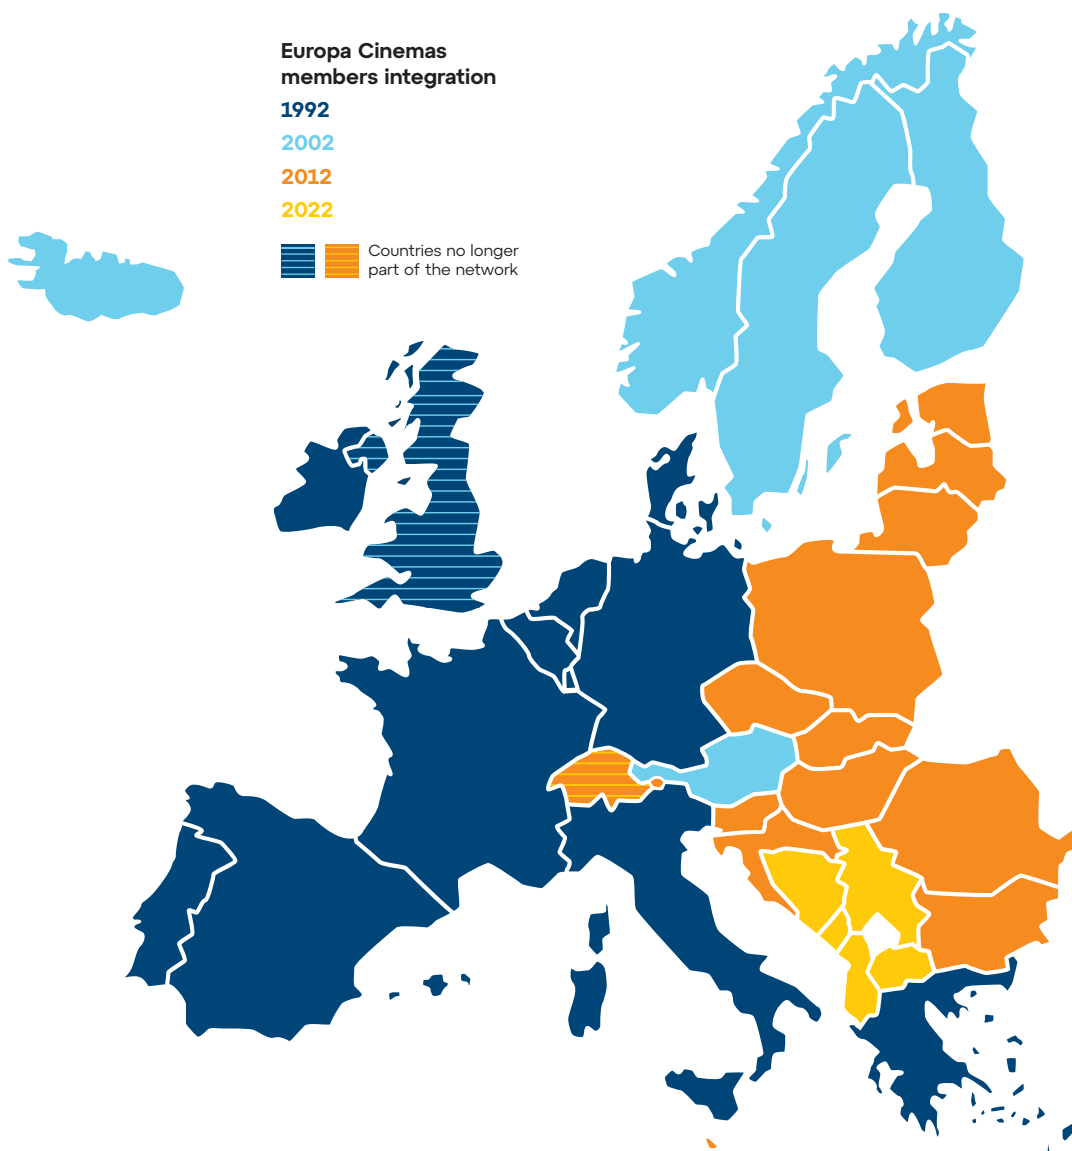 Europa Cinemas
members integration
1992
2002
2012
2022
Countries no longer
part of the network